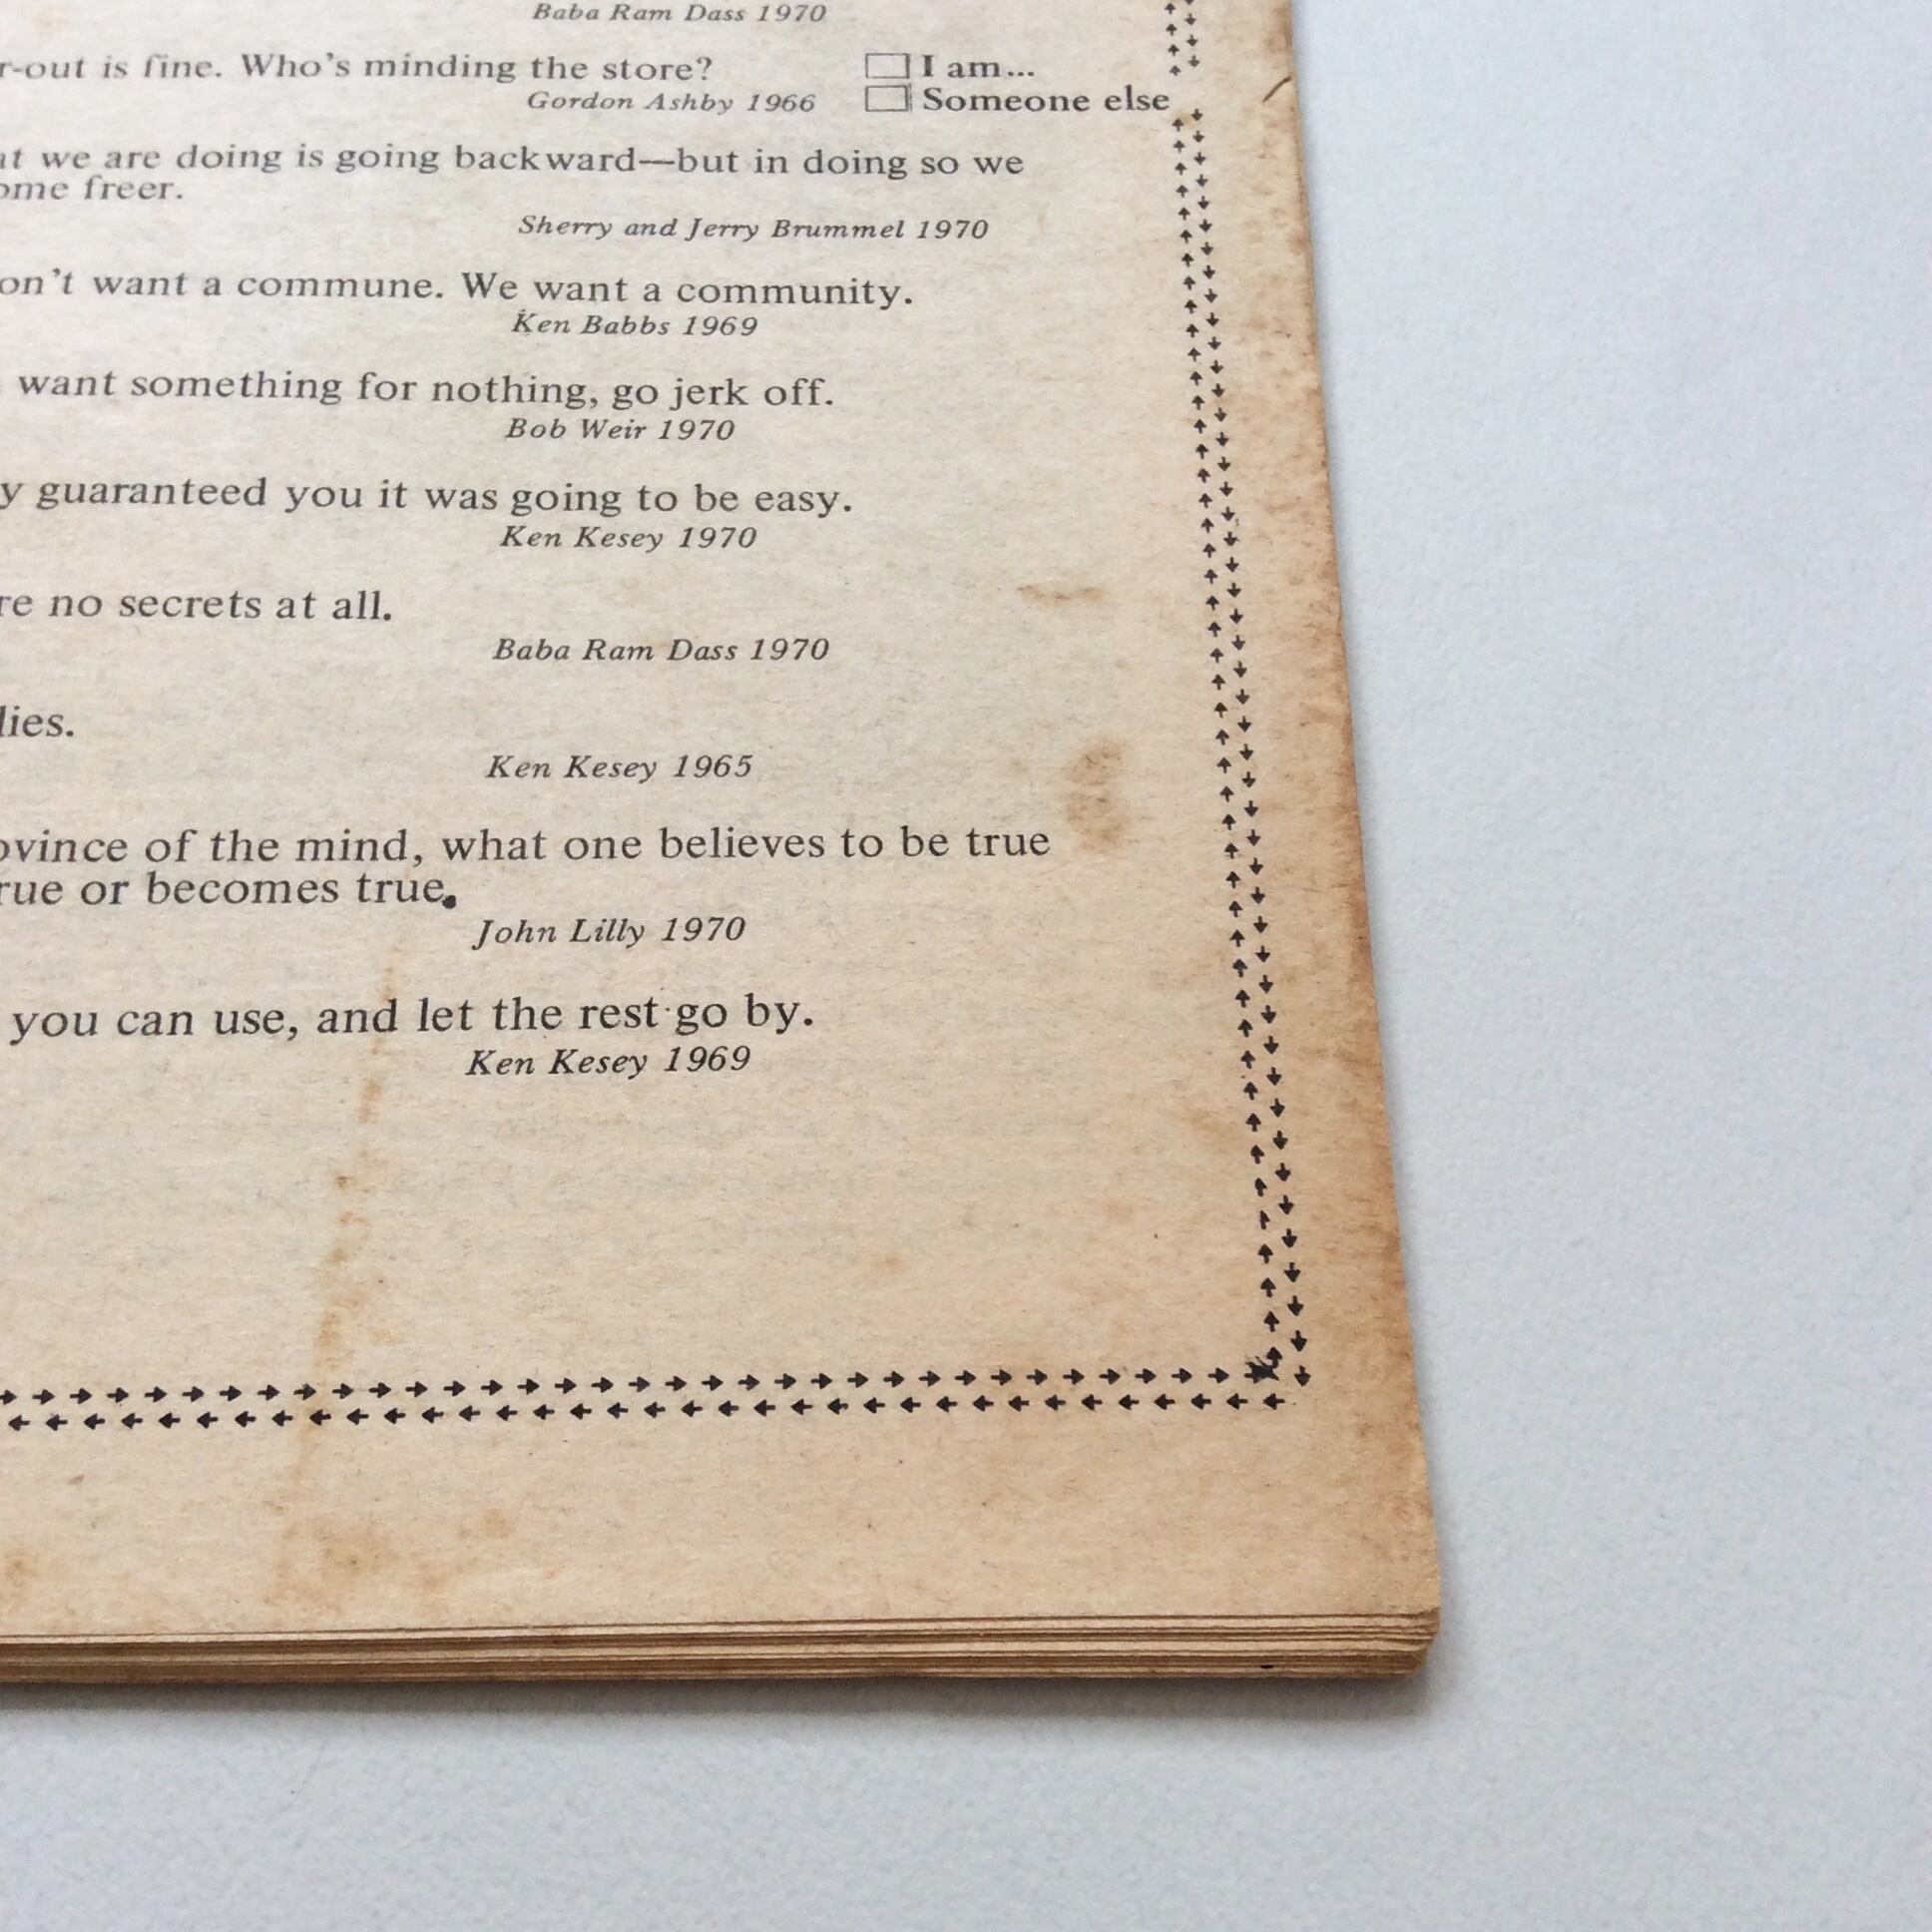 Baba Ram Dass 1970
r-out is fine. Who's minding the store? I am...
Gordon Ashby 1966 Someone else
we are doing is going backward—but in doing so we
freer.
Sherry and Jerry Brummel 1970
on't want a commune. We want a community.
Ken Babbs 1969
want something for nothing, go jerk off.
Bob Weir 1970
y guaranteed you it was going to be easy.
Ken Kesey 1970
re no secrets at all.
Baba Ram Dass 1970
lies.
Ken Kesey 1965
ovince of the mind, what one believes to be true
rue or becomes true.
John Lilly 1970
you can use, and let the rest go by.
Ken Kesey 1969